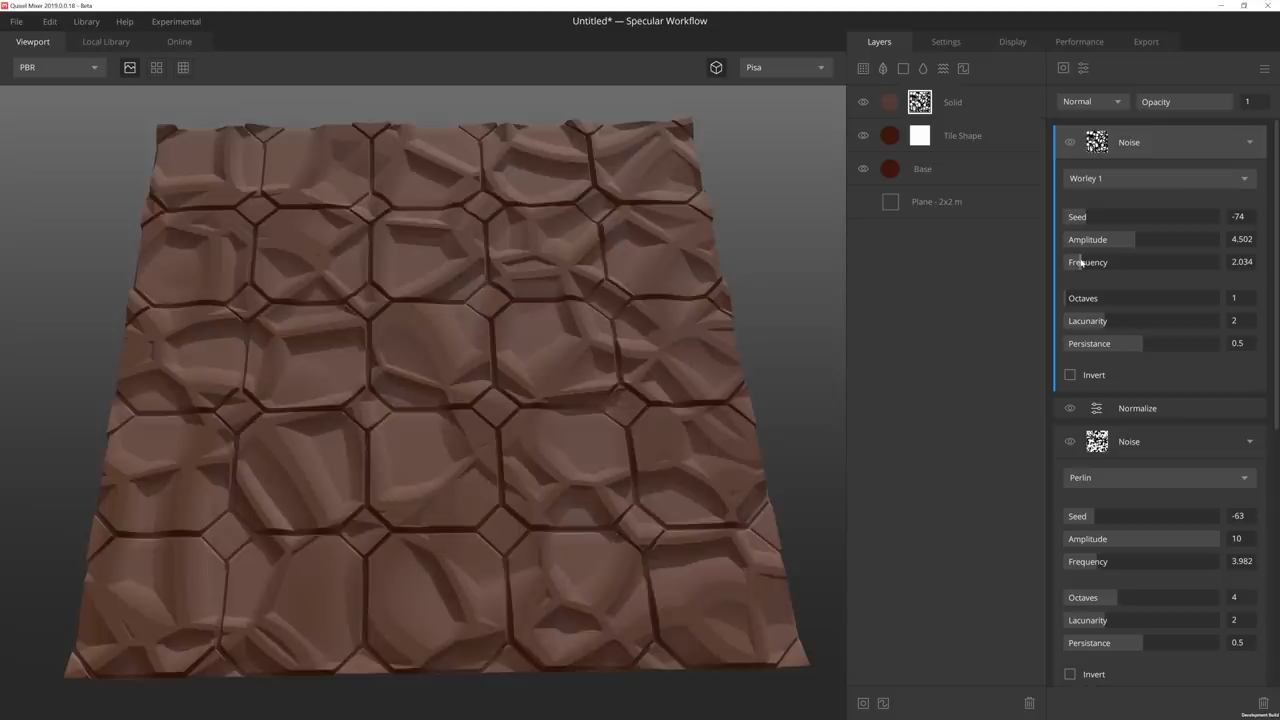 Quixel Mixer 2019.0.0.18 - Beta
File Edit Library Help Experimental
Untitled* — Specular Workflow
Viewport Local Library Online
Layers Settings Display Performance Export
PBR
Pisa
Normal
Opacity
1
Solid
Tile Shape
Base
Plane - 2x2 m
Noise
Worley 1
Seed -74
Amplitude 4.502
Frequency 2.034
Octaves 1
Lacunarity 2
Persistance 0.5
Invert
Normalize
Noise
Perlin
Seed -63
Amplitude 10
Frequency 3.982
Octaves 4
Lacunarity 2
Persistance 0.5
Invert
Development Build